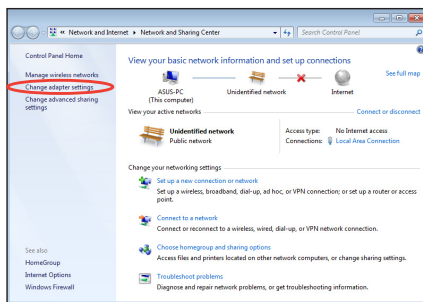 « Network and Internet ▸ Network and Sharing Center
Search Control Panel
Control Panel Home
Manage wireless networks
Change adapter settings
Change advanced sharing
settings
See also
HomeGroup
Internet Options
Windows Firewall
View your basic network information and set up connections
See full map
ASUS-PC
(This computer)
Unidentified network
Internet
View your active networks
Connect or disconnect
Unidentified network
Public network
Access type: No Internet access
Connections: Local Area Connection
Change your networking settings
Set up a new connection or network
Set up a wireless, broadband, dial-up, ad hoc, or VPN connection; or set up a router or access
point.
Connect to a network
Connect or reconnect to a wireless, wired, dial-up, or VPN network connection.
Choose homegroup and sharing options
Access files and printers located on other network computers, or change sharing settings.
Troubleshoot problems
Diagnose and repair network problems, or get troubleshooting information.